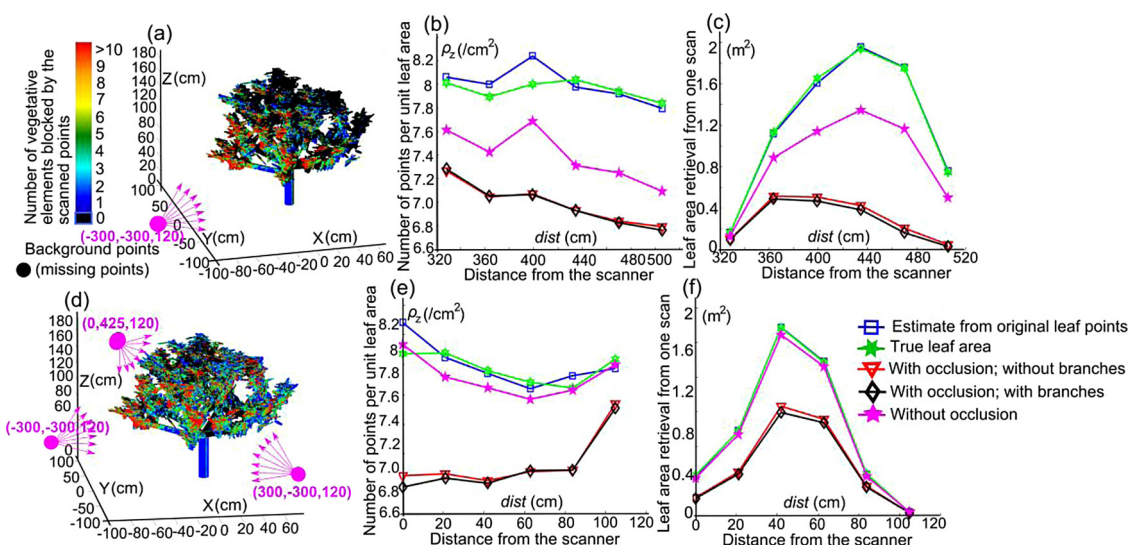 (a)
Number of vegetative
elements blocked by the
scanned points
>10
9
8
7
6
5
4
3
2
1
0
Background points
(missing points)
180
160
140
120
100
80
60
40
20
0
Z(cm)
100
50
0
-50
-100
Y(cm)
(-300,-300,120)
X(cm)
-100-80-60-40-20 0 20 40 60
(b)
ρz(/cm²)
Number of points per unit leaf area
8.2
8
7.8
7.6
7.4
7.2
7.0
6.8
6.6
dist (cm)
328 360 400 440 480 500
Distance from the scanner
(c)
(m²)
Leaf area retrieval from one scan
2
1.6
1.2
0.8
0.4
0
328 360 400 440 480 520
Distance from the scanner
(d)
(0,425,120)
180
160
140
120
100
80
60
Z(cm)
(-300,-300,120)
100
50
0
-50
-100
Y(cm)
X(cm)
(300,-300,120)
-100-80-60-40-20 0 20 40 60
(e)
ρz(/cm²)
Number of points per unit leaf area
8.2
8
7.8
7.6
7.4
7.2
7.0
6.8
6.6
dist (cm)
0 20 40 60 80 100 120
Distance from the scanner
(f)
(m²)
Leaf area retrieval from one scan
1.6
1.2
0.8
0.4
0
dist (cm)
0 20 40 60 80 100 120
Distance from the scanner
Estimate from original leaf points
True leaf area
With occlusion; without branches
With occlusion; with branches
Without occlusion